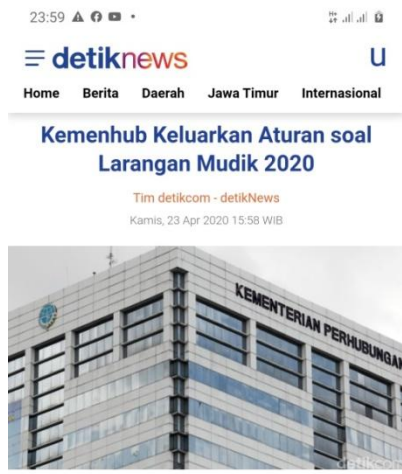 23:59
detiknews
U
Home Berita Daerah Jawa Timur Internasional
Kemenhub Keluarkan Aturan soal
Larangan Mudik 2020
Tim detikcom - detikNews
Kamis, 23 Apr 2020 15:58 WIB
KEMENTERIAN PERHUBUNGAN
detikcom